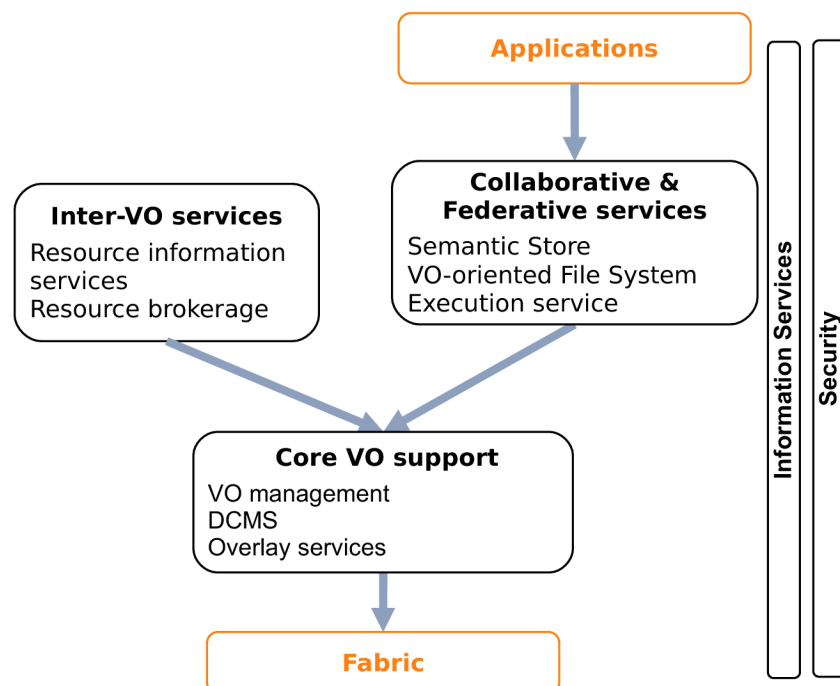 Applications
Inter-VO services
Resource information
services
Resource brokerage
Collaborative &
Federative services
Semantic Store
VO-oriented File System
Execution service
Core VO support
VO management
DCMS
Overlay services
Fabric
Information Services
Security